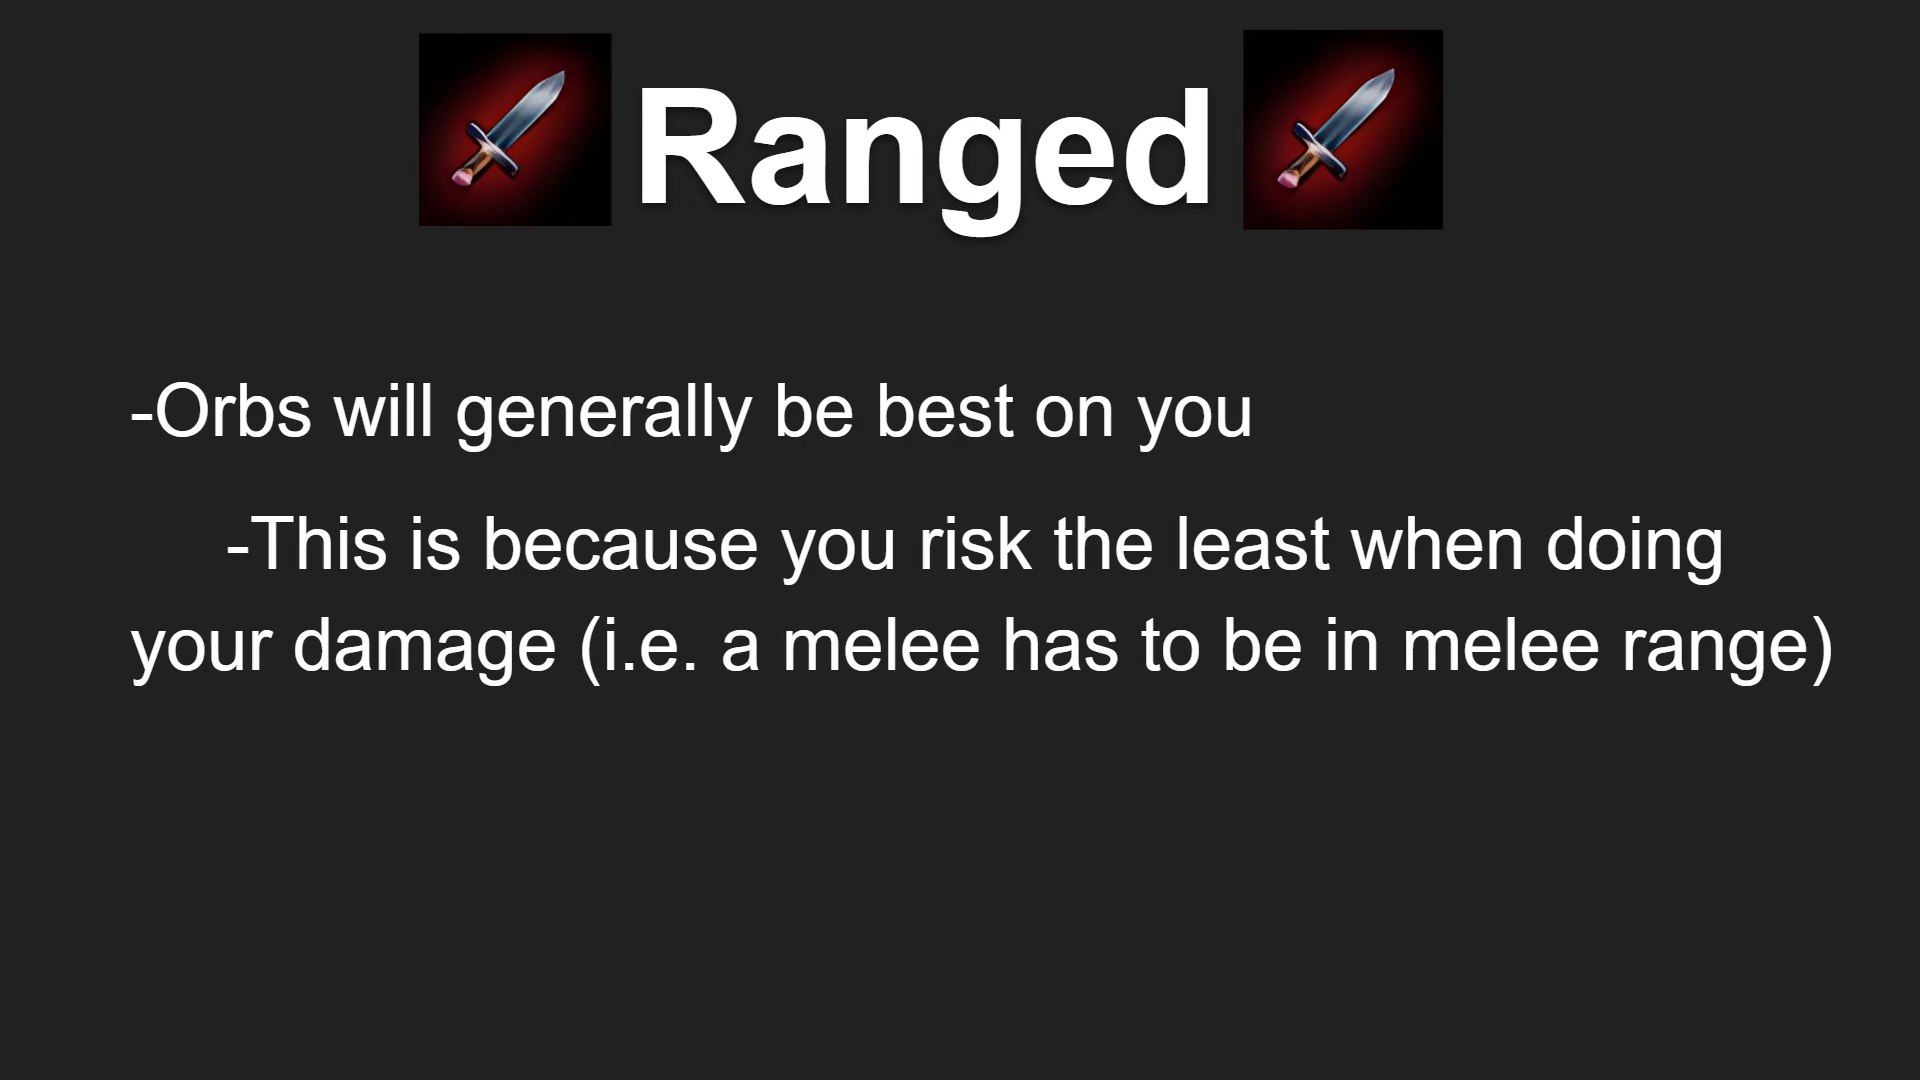 Ranged
-Orbs will generally be best on you
-This is because you risk the least when doing
your damage (i.e. a melee has to be in melee range)